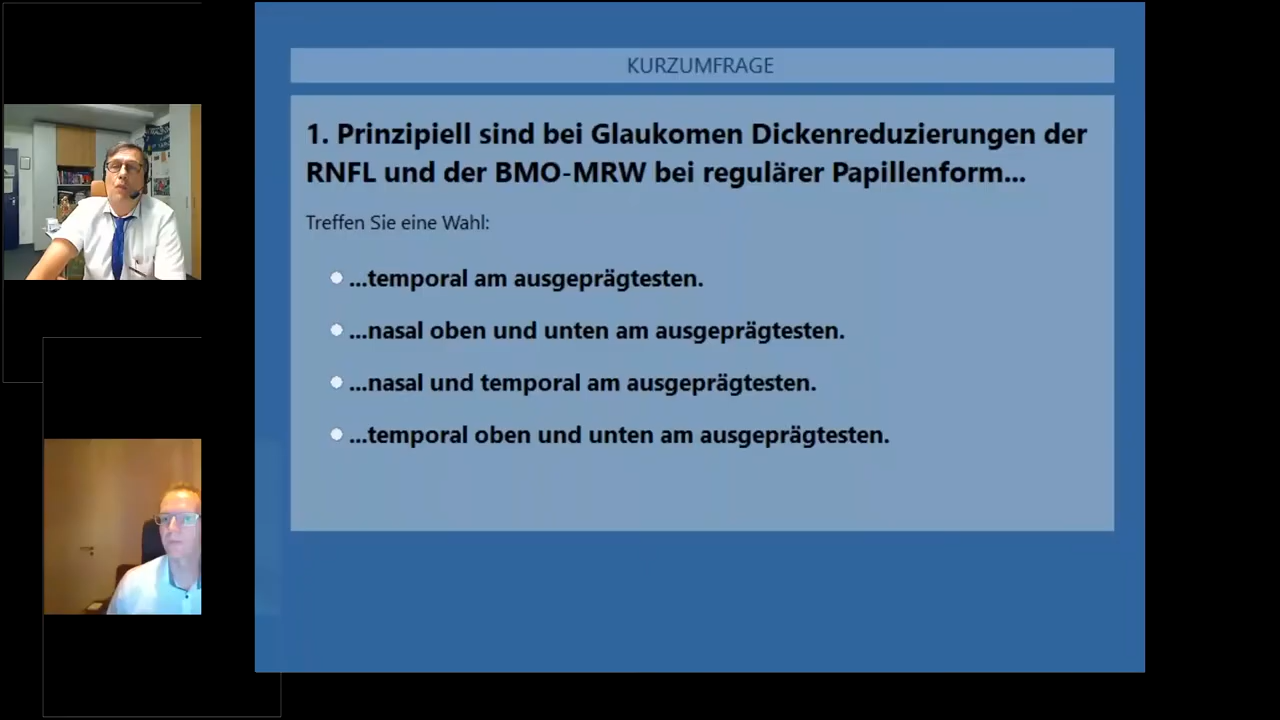 KURZUMFRAGE
1. Prinzipiell sind bei Glaukomen Dickenreduzierungen der
RNFL und der BMO-MRW bei regulärer Papillenform...
Treffen Sie eine Wahl:
...temporal am ausgeprägtesten.
...nasal oben und unten am ausgeprägtesten.
...nasal und temporal am ausgeprägtesten.
...temporal oben und unten am ausgeprägtesten.